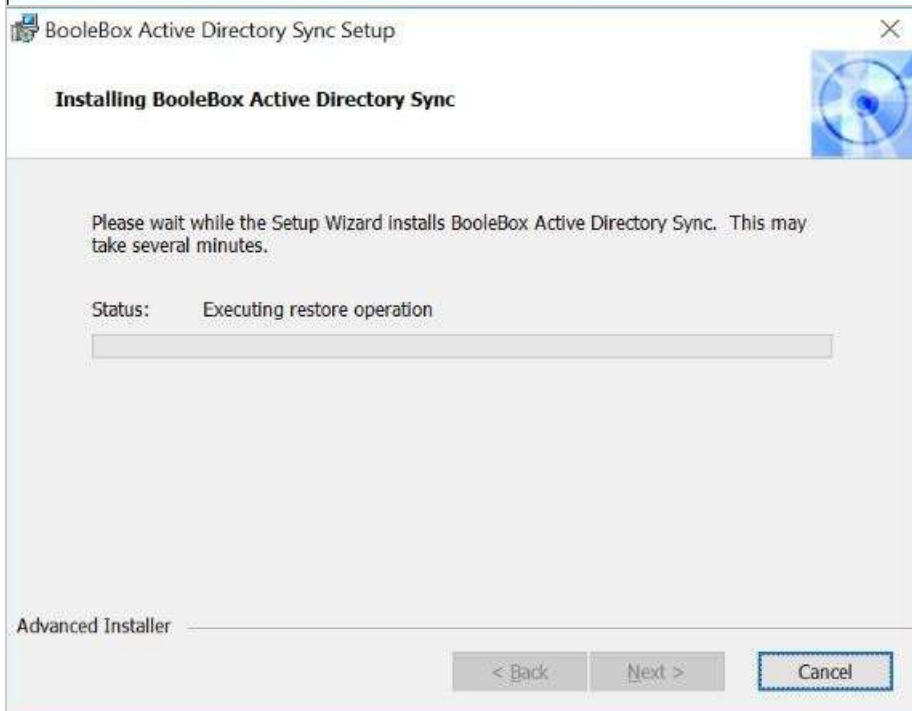 BooleBox Active Directory Sync Setup
Installing BooleBox Active Directory Sync
Please wait while the Setup Wizard installs BooleBox Active Directory Sync. This may
take several minutes.
Status: Executing restore operation
Advanced Installer
< Back Next > Cancel